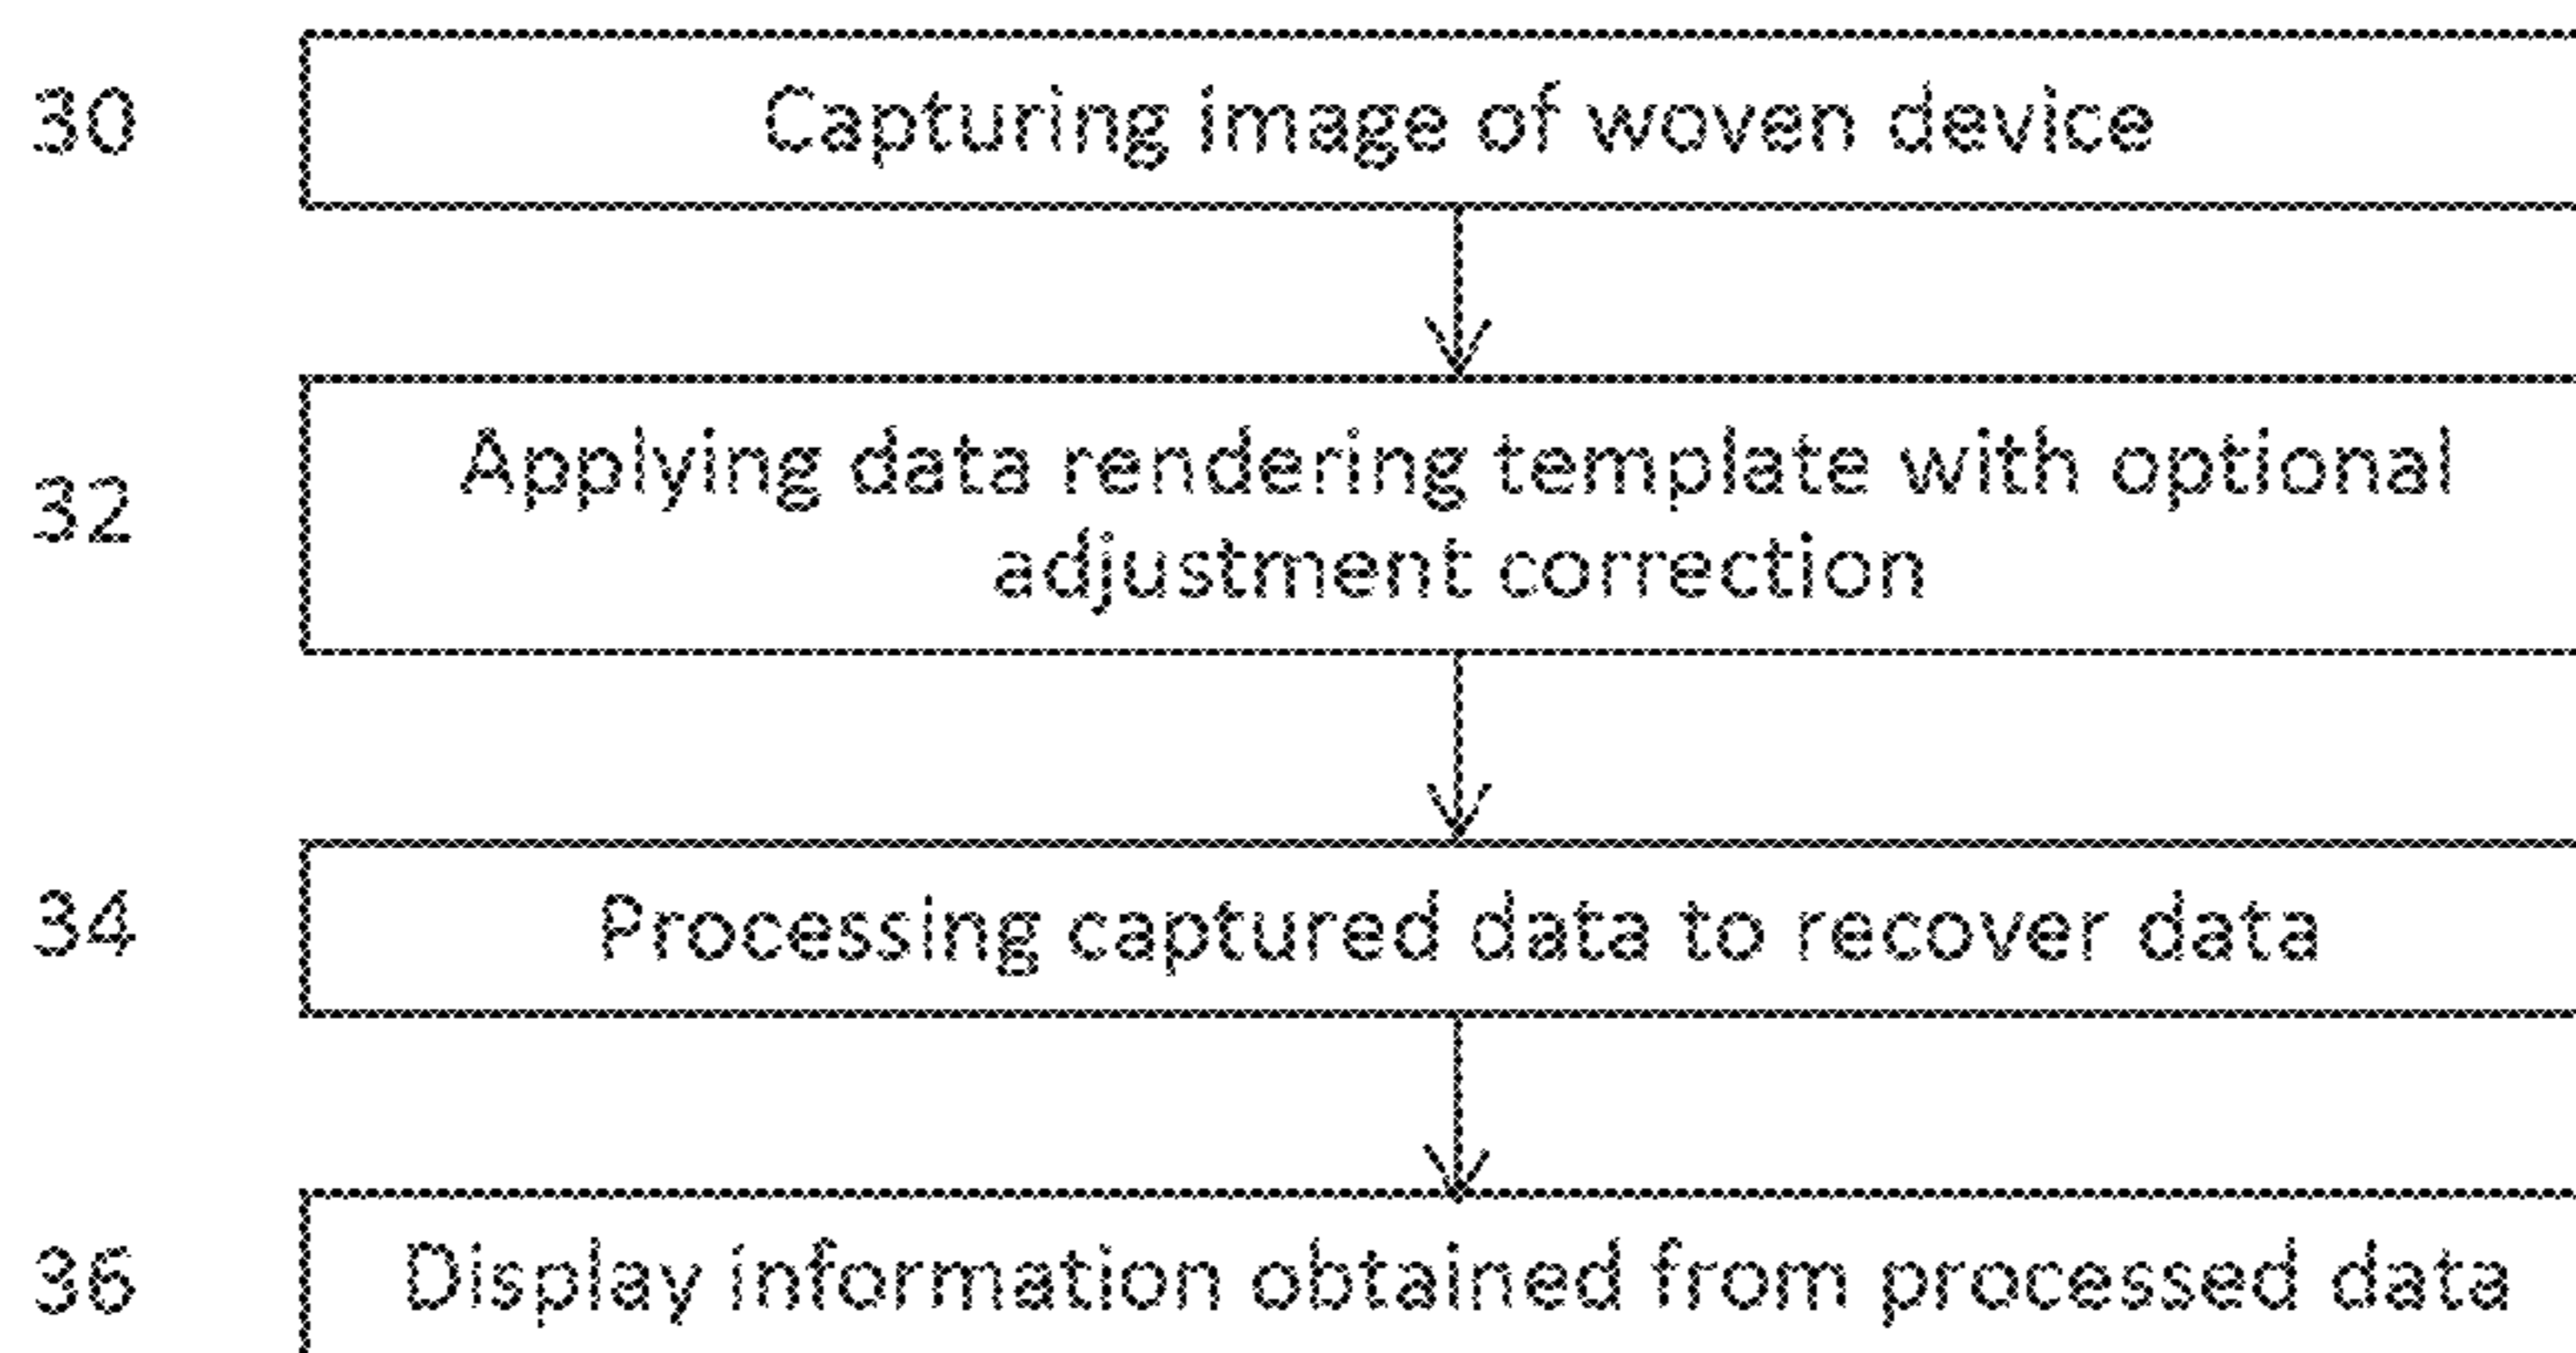 30
Capturing image of woven device
32
Applying data rendering template with optional
adjustment correction
34
Processing captured data to recover data
36
Display information obtained from processed data